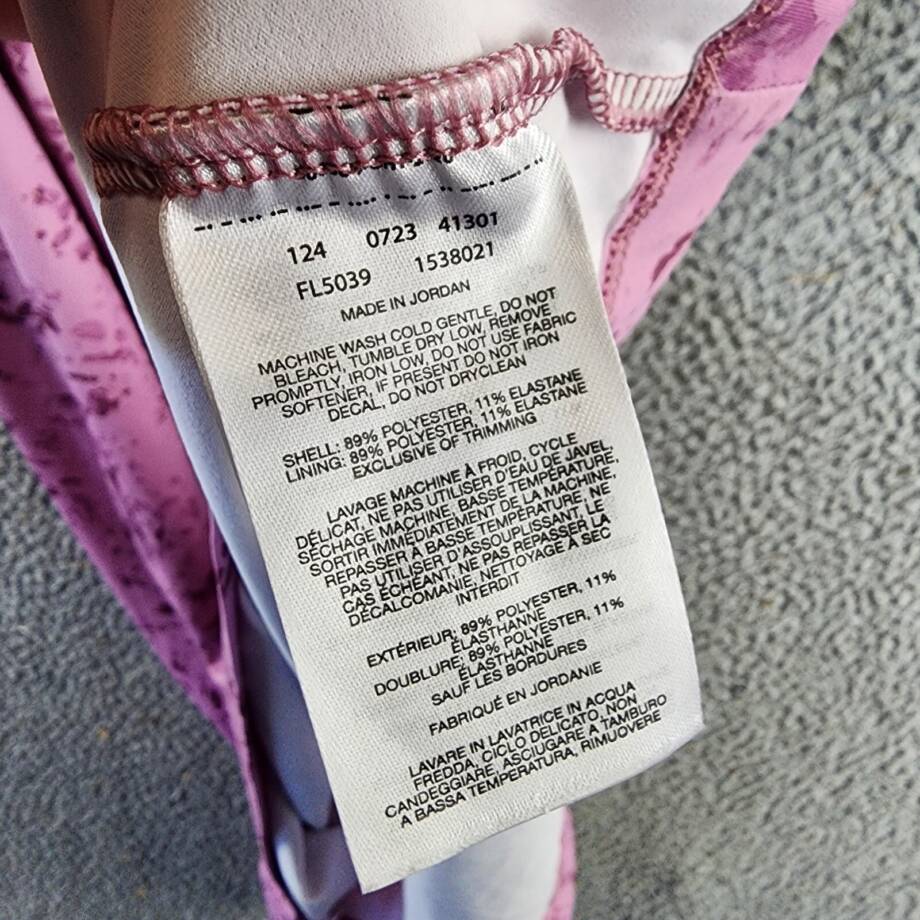 124 0723 41301
FL5039 1538021
MADE IN JORDAN
MACHINE WASH COLD GENTLE, DO NOT
BLEACH, TUMBLE DRY LOW, REMOVE
PROMPTLY, IRON LOW, DO NOT USE FABRIC
SOFTENER, IF PRESENT DO NOT IRON
DECAL, DO NOT DRYCLEAN
SHELL: 89% POLYESTER, 11% ELASTANE
LINING: 89% POLYESTER, 11% ELASTANE
EXCLUSIVE OF TRIMMING
LAVAGE MACHINE À FROID, CYCLE
DÉLICAT, NE PAS UTILISER D'EAU DE JAVEL
SÉCHAGE MACHINE, BASSE TEMPÉRATURE,
SORTIR IMMÉDIATEMENT DE LA MACHINE,
REPASSER À BASSE TEMPÉRATURE, NE
PAS UTILISER D'ASSOUPLISSANT, LE
CAS ÉCHÉANT, NE PAS REPASSER LA
DÉCALCOMANIE, NETTOYAGE À SEC
INTERDIT
EXTÉRIEUR: 89% POLYESTER, 11%
ÉLASTHANNE
DOUBLURE: 89% POLYESTER, 11%
ÉLASTHANNE
SAUF LES BORDURES
FABRIQUÉ EN JORDANIE
LAVARE IN LAVATRICE IN ACQUA
FREDDA, CICLO DELICATO, NON
CANDEGGIARE, ASCIUGARE A TAMBURO
A BASSA TEMPERATURA, RIMUOVERE